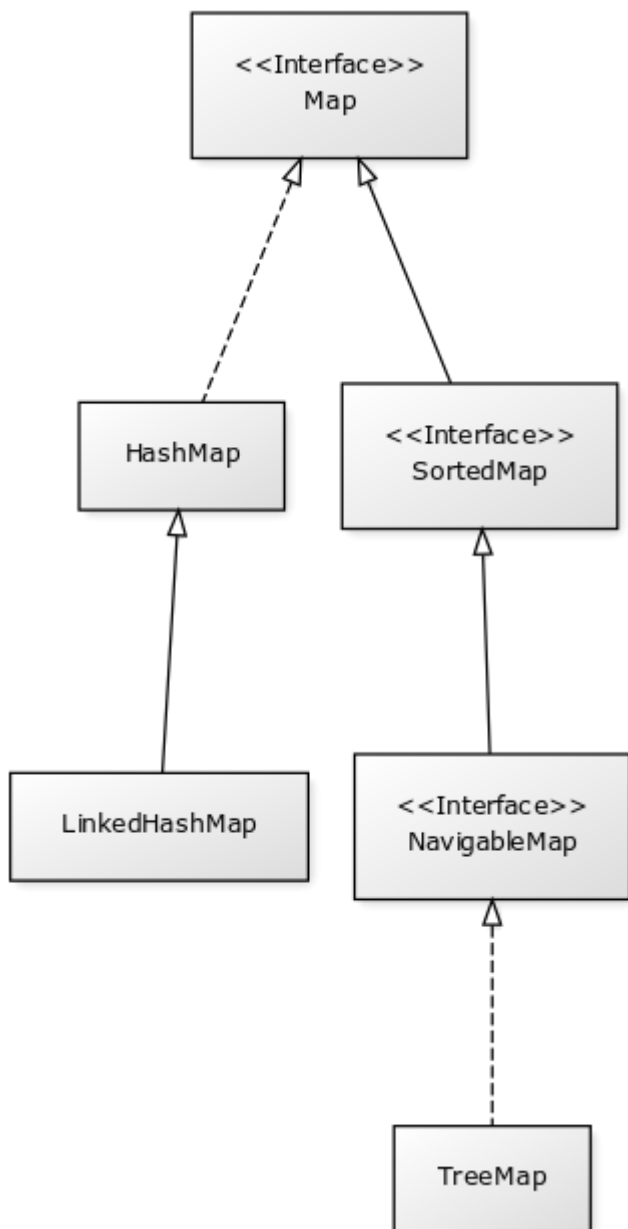 <<Interface>>
Map
HashMap
<<Interface>>
SortedMap
LinkedHashMap
<<Interface>>
NavigableMap
TreeMap